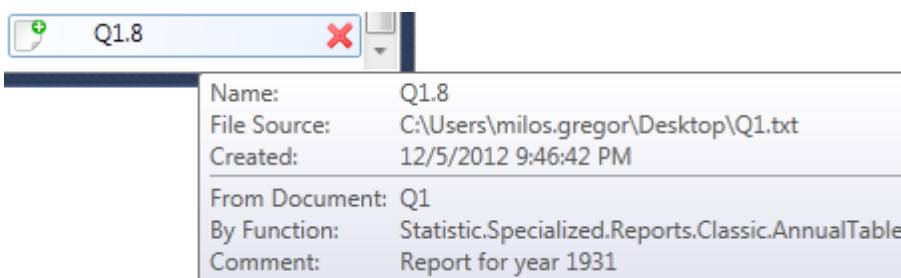 Q1.8
Name: Q1.8
File Source: C:\Users\milos.gregor\Desktop\Q1.txt
Created: 12/5/2012 9:46:42 PM
From Document: Q1
By Function: Statistic.Specialized.Reports.Classic.AnnualTable
Comment: Report for year 1931